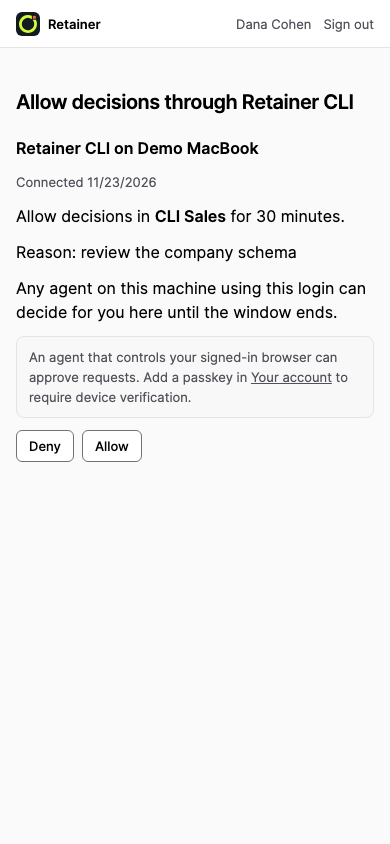 Retainer
Dana Cohen
Sign out
Allow decisions through Retainer CLI
Retainer CLI on Demo MacBook
Connected 11/23/2026
Allow decisions in CLI Sales for 30 minutes.
Reason: review the company schema
Any agent on this machine using this login can
decide for you here until the window ends.
An agent that controls your signed-in browser can
approve requests. Add a passkey in Your account to
require device verification.
Deny
Allow